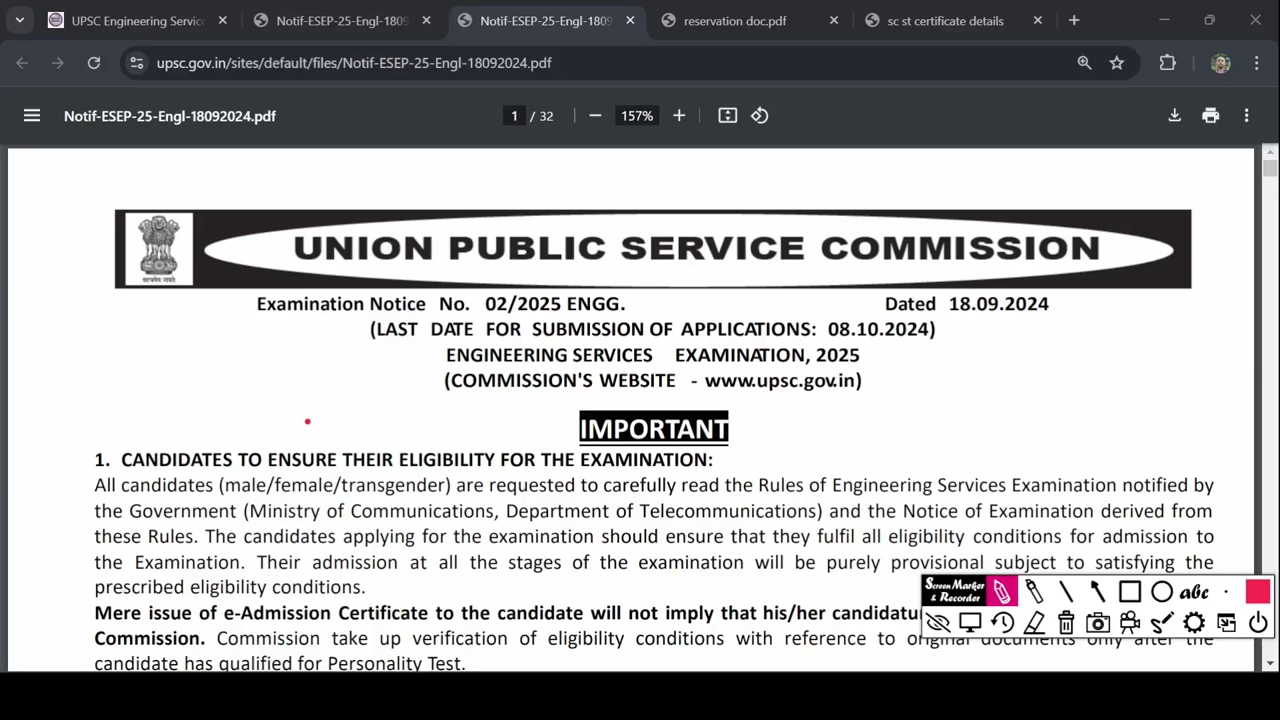 UPSC Engineering Servic
Notif-ESEP-25-Engl-1809
Notif-ESEP-25-Engl-1809
reservation doc.pdf
sc st certificate details
upsc.gov.in/sites/default/files/Notif-ESEP-25-Engl-18092024.pdf
Notif-ESEP-25-Engl-18092024.pdf
1 / 32
157%
UNION PUBLIC SERVICE COMMISSION
Examination Notice No. 02/2025 ENGG. Dated 18.09.2024
(LAST DATE FOR SUBMISSION OF APPLICATIONS: 08.10.2024)
ENGINEERING SERVICES EXAMINATION, 2025
(COMMISSION'S WEBSITE - www.upsc.gov.in)
IMPORTANT
1. CANDIDATES TO ENSURE THEIR ELIGIBILITY FOR THE EXAMINATION:
All candidates (male/female/transgender) are requested to carefully read the Rules of Engineering Services Examination notified by
the Government (Ministry of Communications, Department of Telecommunications) and the Notice of Examination derived from
these Rules. The candidates applying for the examination should ensure that they fulfil all eligibility conditions for admission to
the Examination. Their admission at all the stages of the examination will be purely provisional subject to satisfying the
prescribed eligibility conditions.
Mere issue of e-Admission Certificate to the candidate will not imply that his/her candidatu
Commission. Commission take up verification of eligibility conditions with reference to original documents only after the
candidate has qualified for Personality Test.
Screen Marker
& Recorder
abc